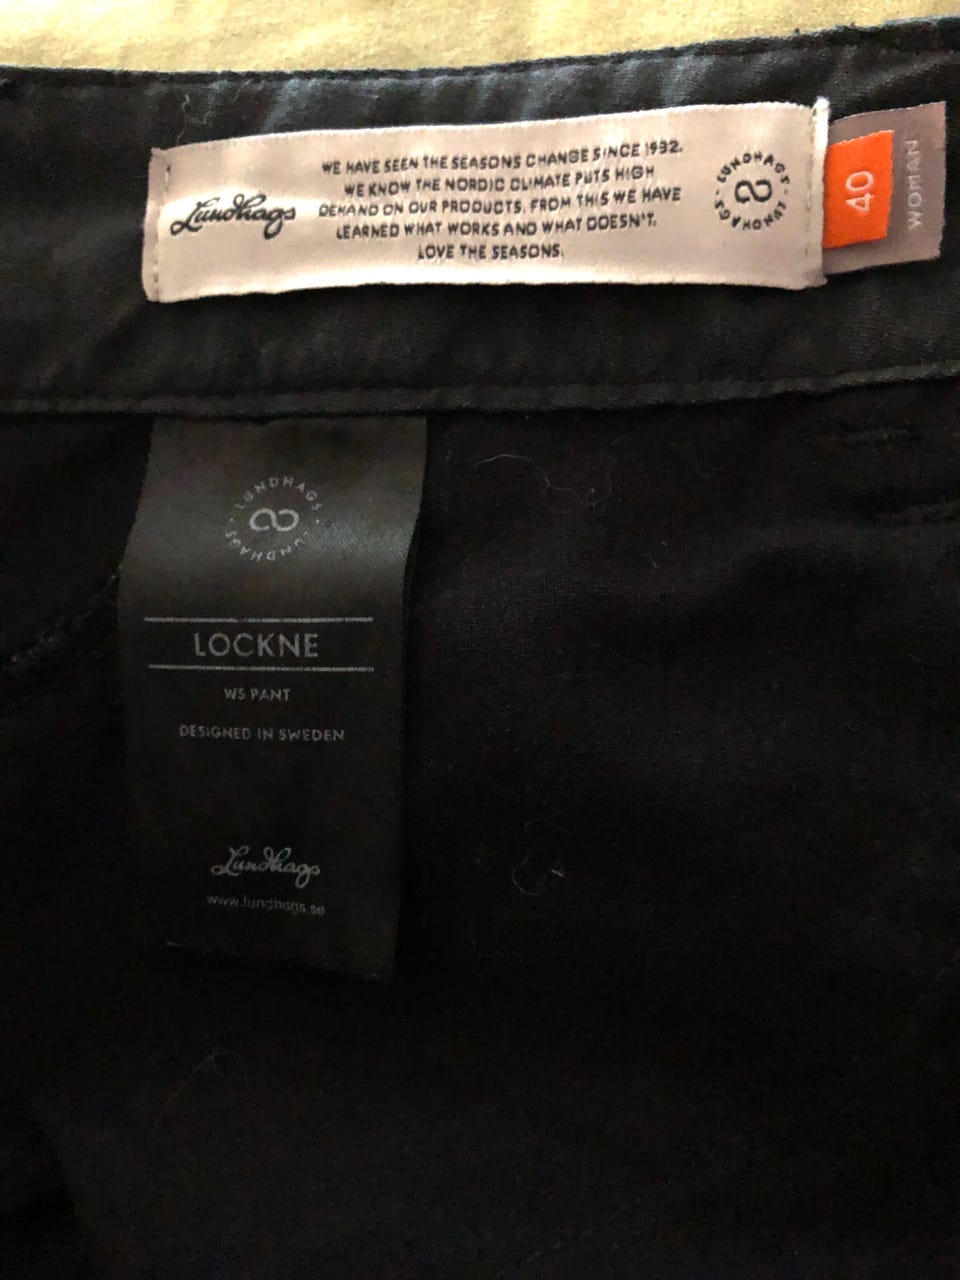 Lundhags
WE HAVE SEEN THE SEASONS CHANGE SINCE 1932.
WE KNOW THE NORDIC CLIMATE PUTS HIGH
DEMAND ON OUR PRODUCTS. FROM THIS WE HAVE
LEARNED WHAT WORKS AND WHAT DOESN'T.
LOVE THE SEASONS.
LUNDHAGS · LUNDHAGS ·
40
WOMAN
LUNDHAGS · LUNDHAGS ·
LOCKNE
WS PANT
DESIGNED IN SWEDEN
Lundhags
www.lundhags.se